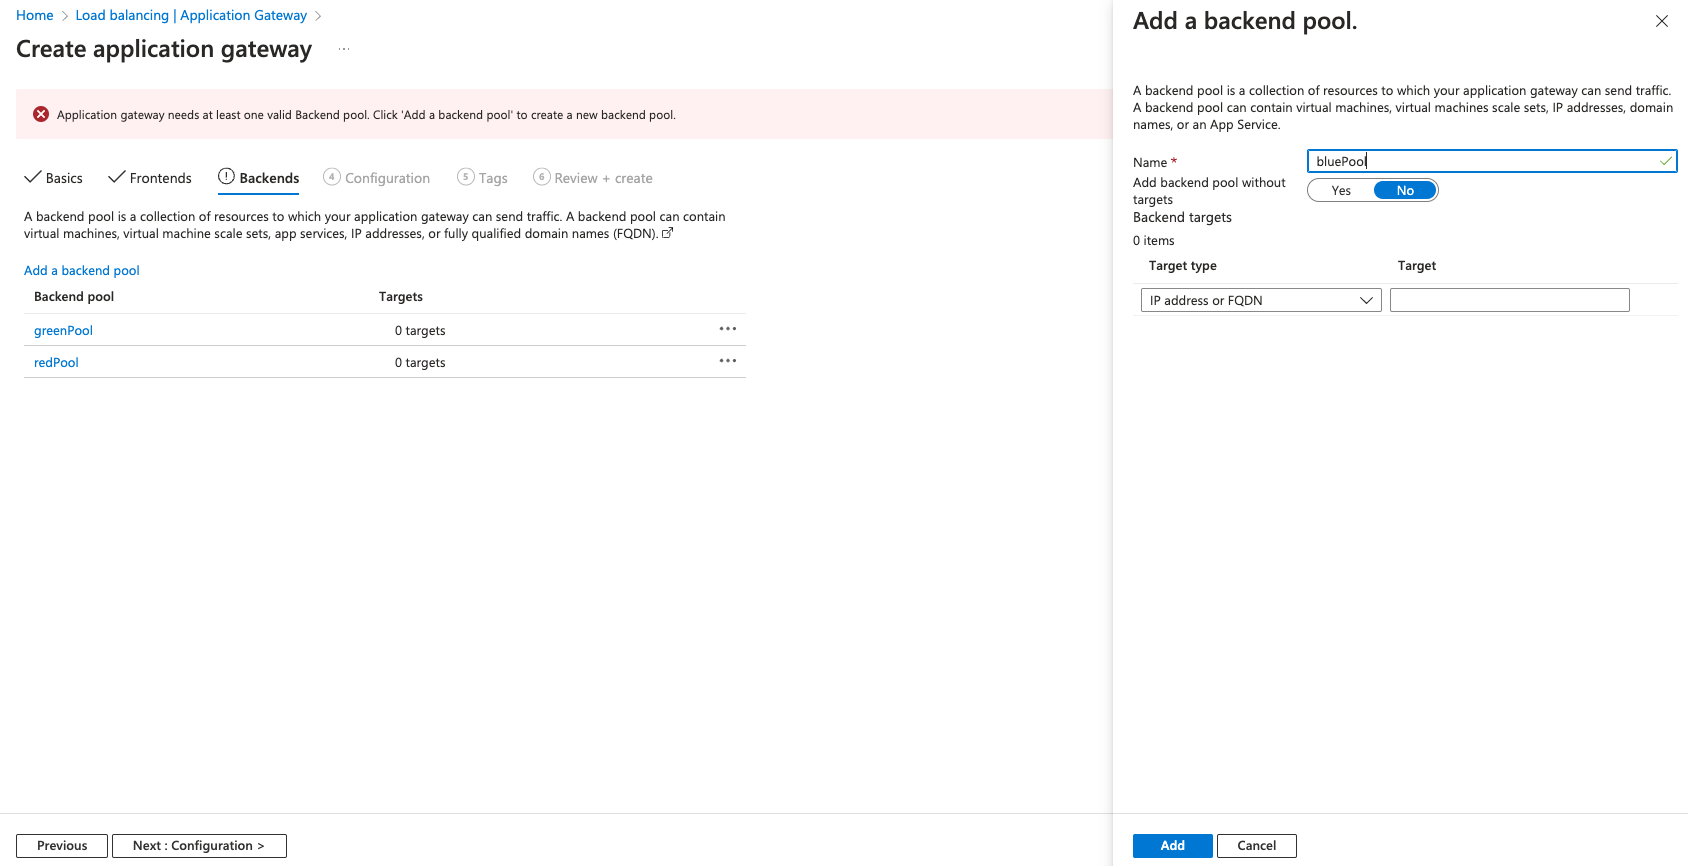 Home > Load balancing | Application Gateway >
Create application gateway ...
Application gateway needs at least one valid Backend pool. Click 'Add a backend pool' to create a new backend pool.
Basics Frontends ! Backends 4 Configuration 5 Tags 6 Review + create
A backend pool is a collection of resources to which your application gateway can send traffic. A backend pool can contain
virtual machines, virtual machine scale sets, app services, IP addresses, or fully qualified domain names (FQDN).
Add a backend pool
Backend pool Targets
greenPool 0 targets •••
redPool 0 targets •••
Previous Next : Configuration >
Add a backend pool.
A backend pool is a collection of resources to which your application gateway can send traffic.
A backend pool can contain virtual machines, virtual machines scale sets, IP addresses, domain
names, or an App Service.
Name * bluePool
Add backend pool without
targets
Yes No
Backend targets
0 items
Target type Target
IP address or FQDN
Add Cancel